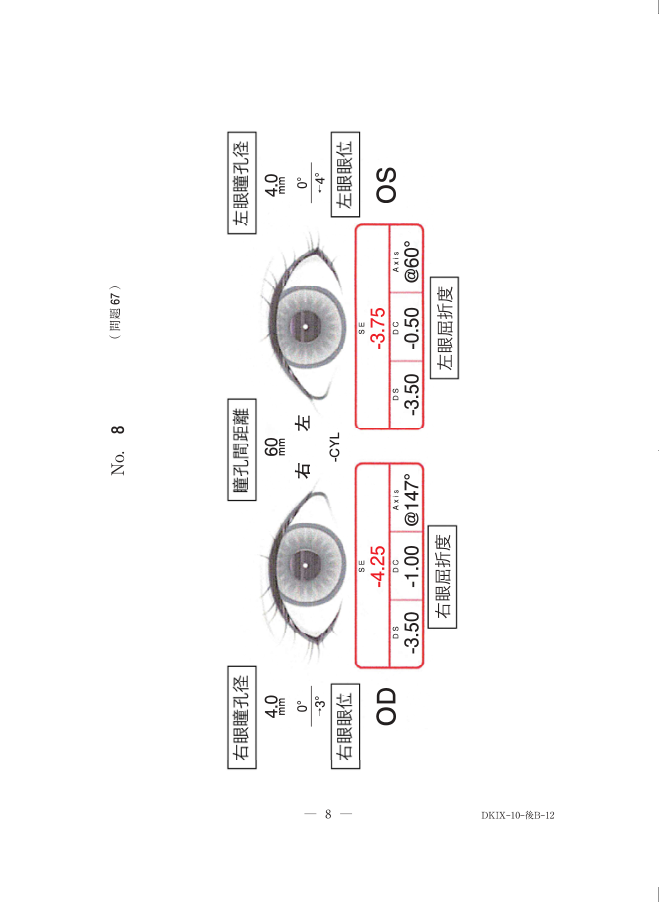 No. 8
（問題 67）
右眼瞳孔径
瞳孔間距離
左眼瞳孔径
4.0
mm
60
mm
4.0
mm
0°
→3°
右 左
0°
←4°
右眼眼位
-CYL
左眼眼位
OD
OS
SE
-4.25
DS DC Axis
-3.50 -1.00 @147°
SE
-3.75
DS DC Axis
-3.50 -0.50 @60°
右眼屈折度
左眼屈折度
— 8 —
DKIX-10-後B-12